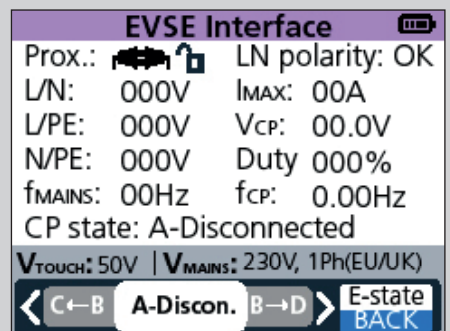 EVSE Interface
Prox.: LN polarity: OK
L/N: 000V IMAX: 00A
L/PE: 000V VCP: 00.0V
N/PE: 000V Duty 000%
fMAINS: 00Hz fCP: 0.00Hz
CP state: A-Disconnected
VTOUCH: 50V | VMAINS: 230V, 1Ph(EU/UK)
C←B A-Discon. B→D E-state
BACK